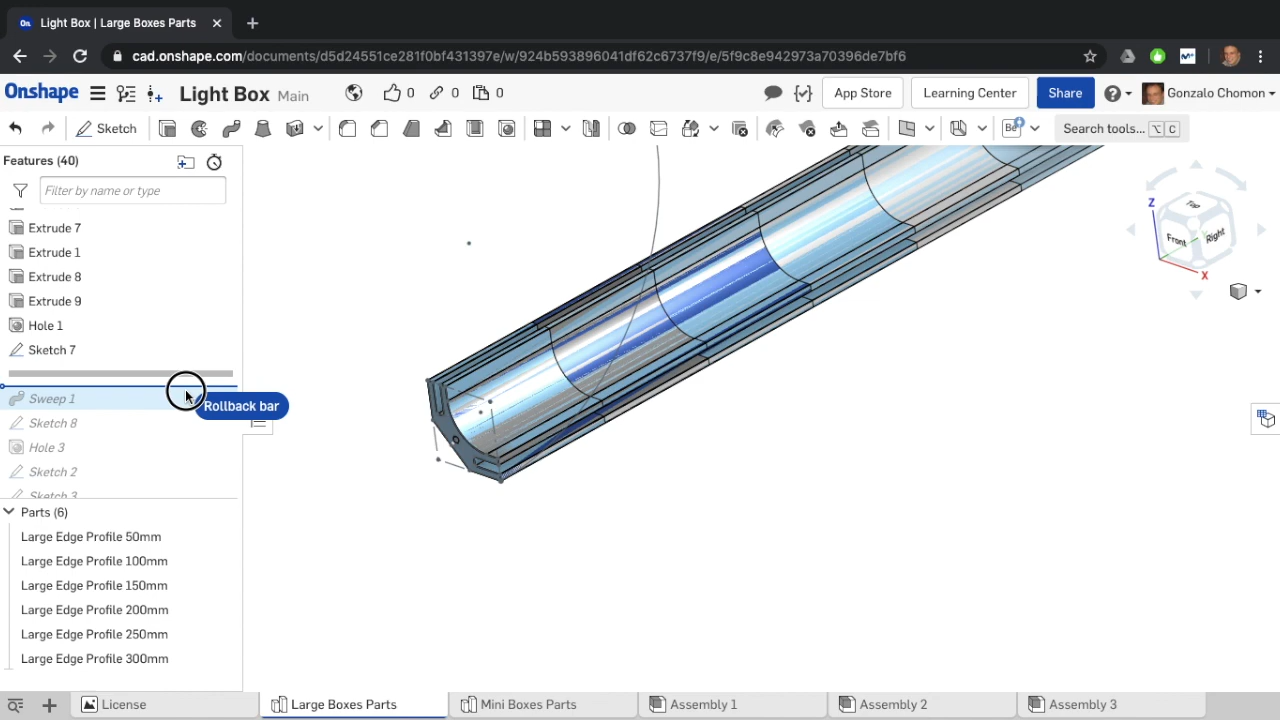 On Light Box | Large Boxes Parts
cad.onshape.com/documents/d5d24551ce281f0bf431397e/w/924b593896041df62c6737f9/e/5f9c8e942973a70396de7bf6
Onshape Light Box Main 0 0 0 App Store Learning Center Share Gonzalo Chomon
Sketch Search tools... ⌥ C
Features (40)
Filter by name or type
Extrude 7
Extrude 1
Extrude 8
Extrude 9
Hole 1
Sketch 7
Sweep 1
Rollback bar
Sketch 8
Hole 3
Sketch 2
Sketch 3
Parts (6)
Large Edge Profile 50mm
Large Edge Profile 100mm
Large Edge Profile 150mm
Large Edge Profile 200mm
Large Edge Profile 250mm
Large Edge Profile 300mm
Z
Top
Front
Right
X
License Large Boxes Parts Mini Boxes Parts Assembly 1 Assembly 2 Assembly 3